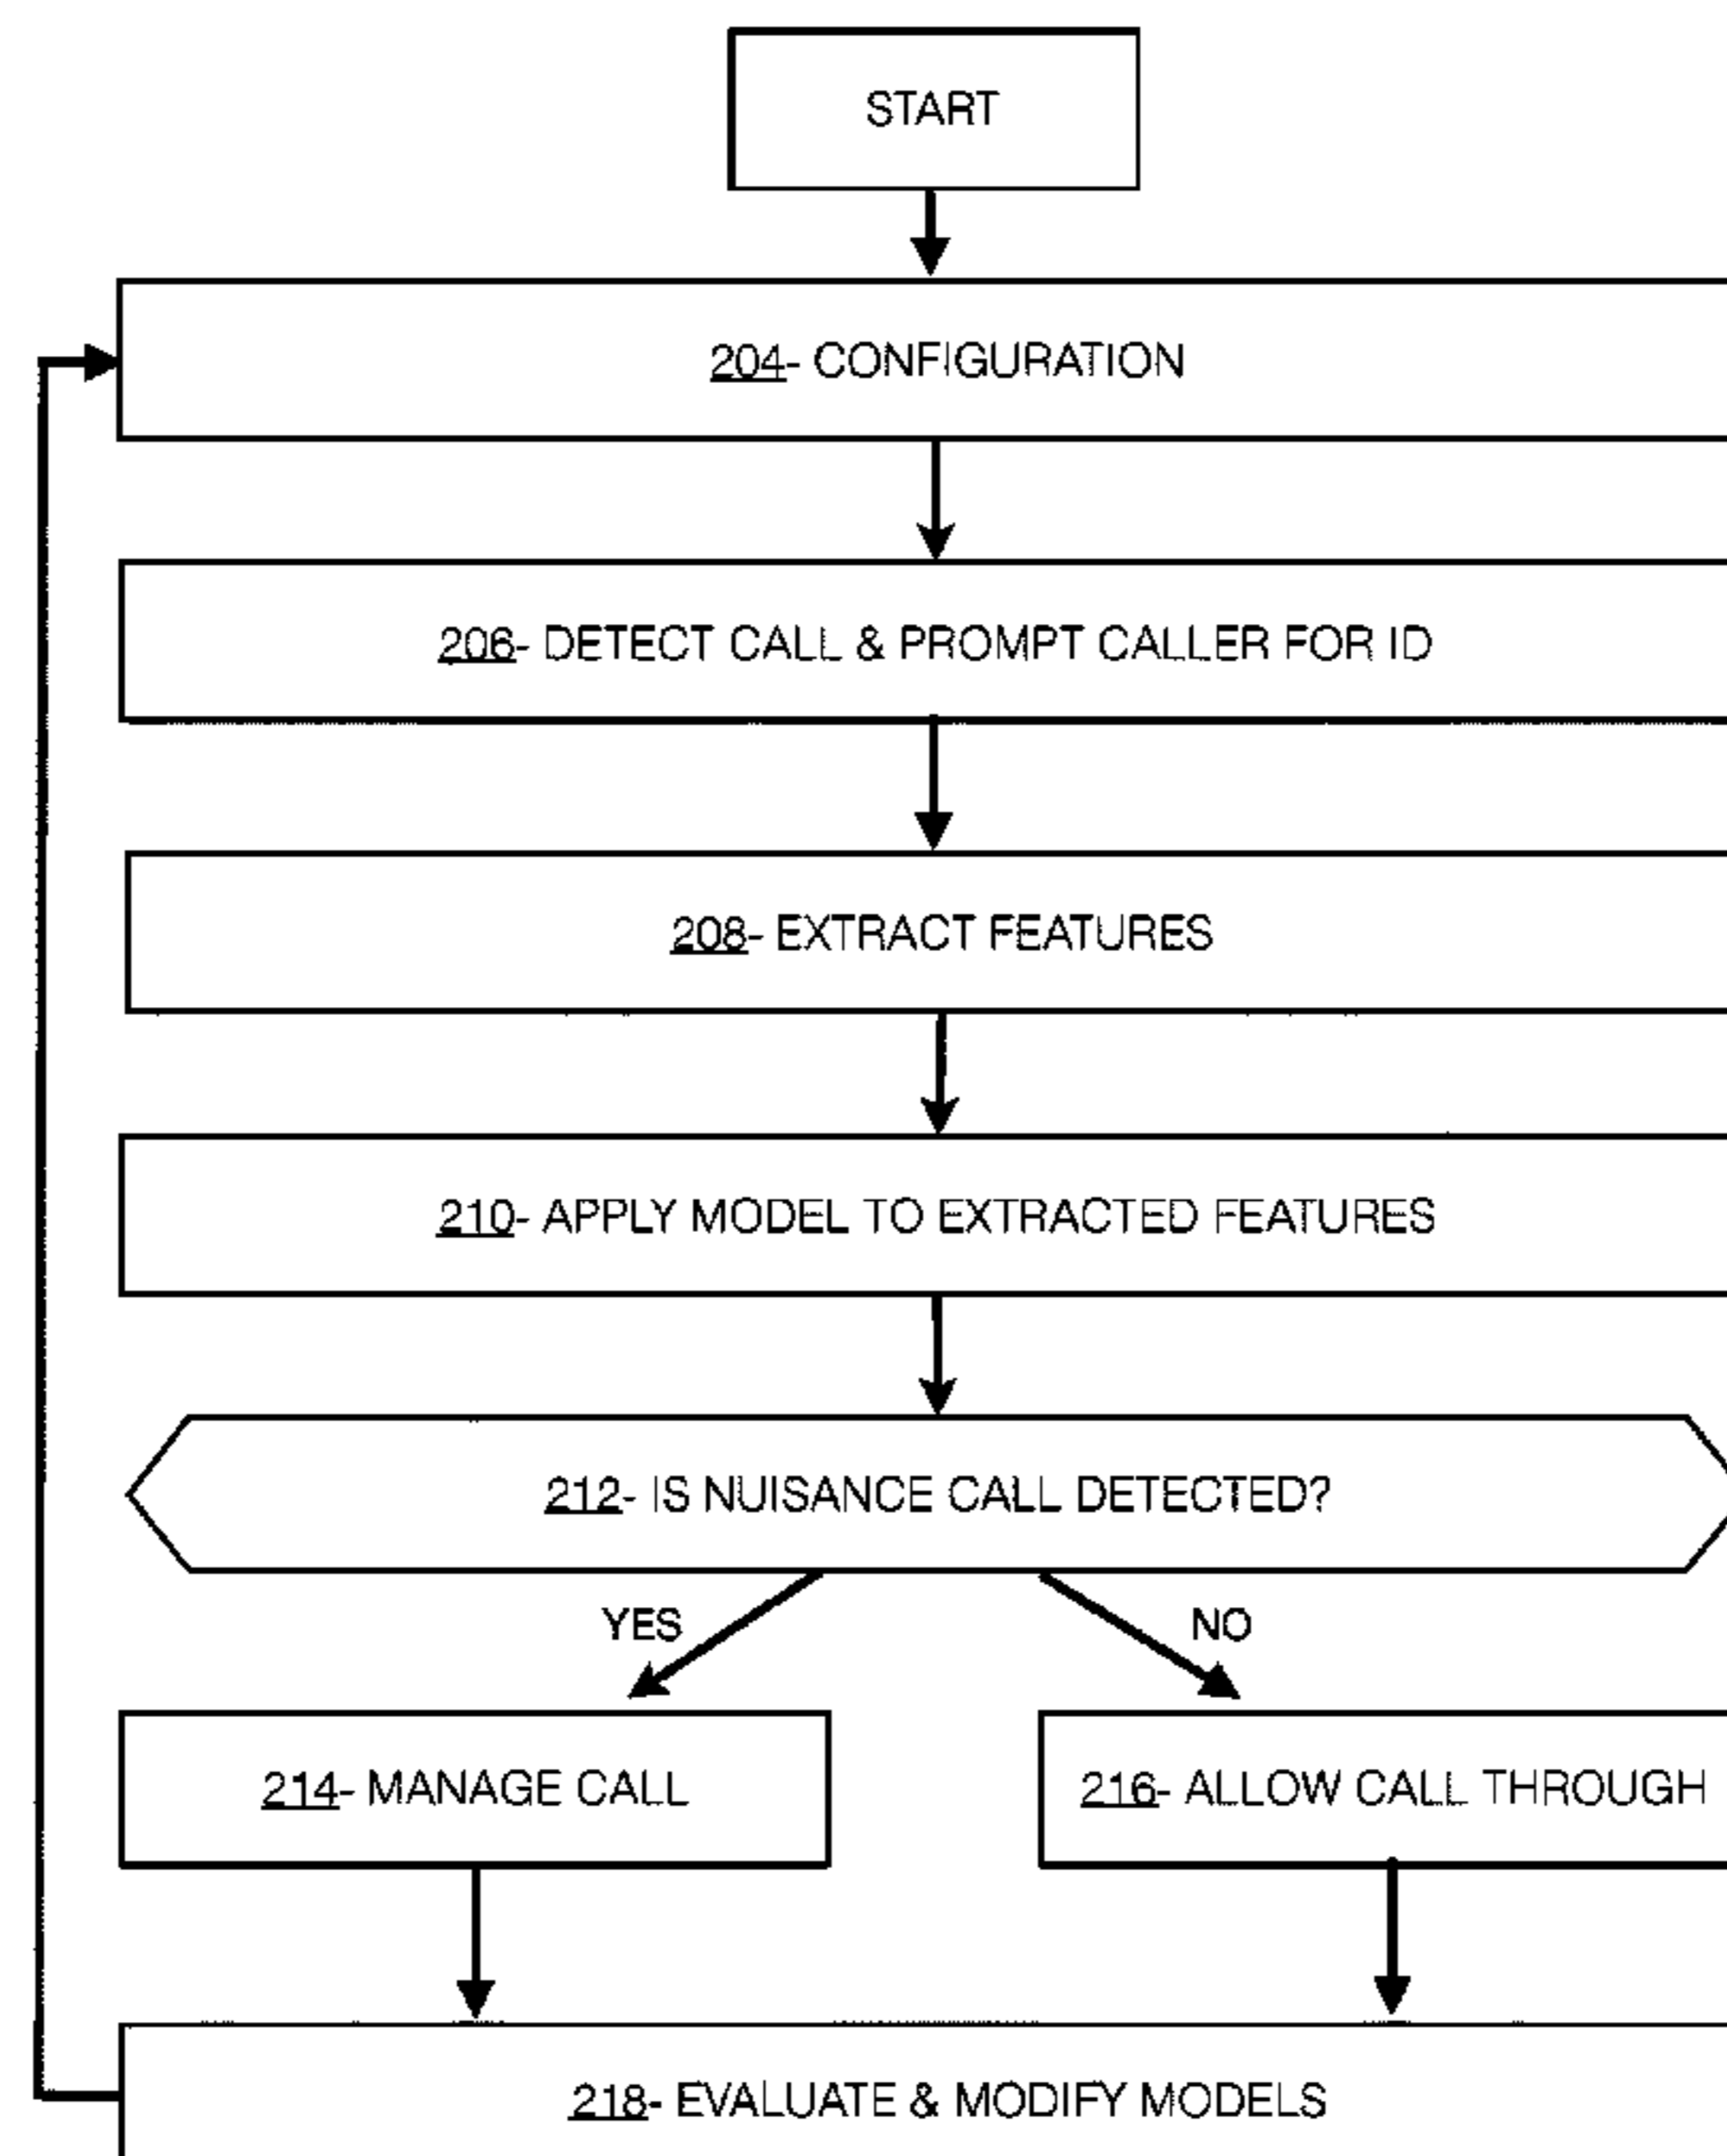 START
204- CONFIGURATION
206- DETECT CALL & PROMPT CALLER FOR ID
208- EXTRACT FEATURES
210- APPLY MODEL TO EXTRACTED FEATURES
212- IS NUISANCE CALL DETECTED?
YES
NO
214- MANAGE CALL
216- ALLOW CALL THROUGH
218- EVALUATE & MODIFY MODELS